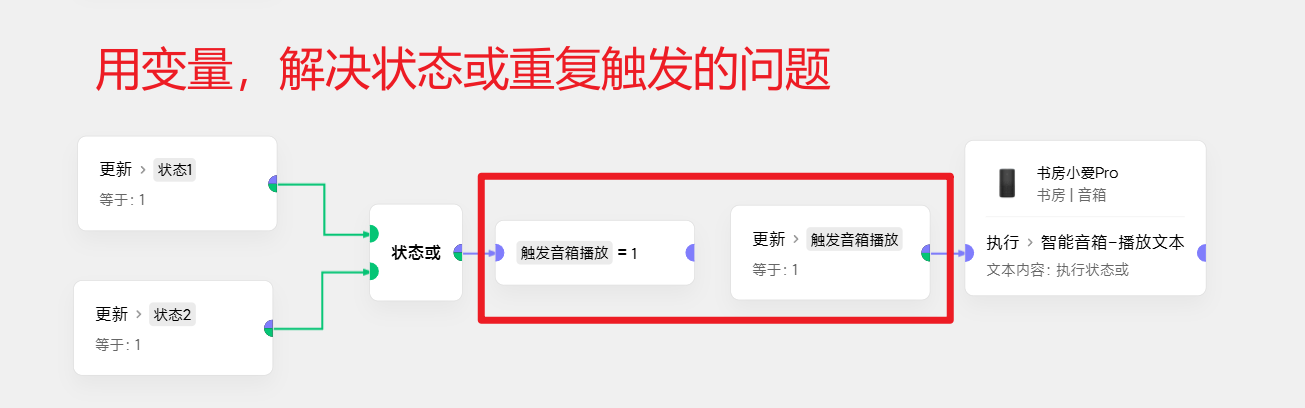 用变量，解决状态或重复触发的问题
更新 > 状态1
等于: 1
更新 > 状态2
等于: 1
状态或
触发音箱播放 = 1
更新 > 触发音箱播放
等于: 1
书房小爱Pro
书房 | 音箱
执行 > 智能音箱-播放文本
文本内容: 执行状态或